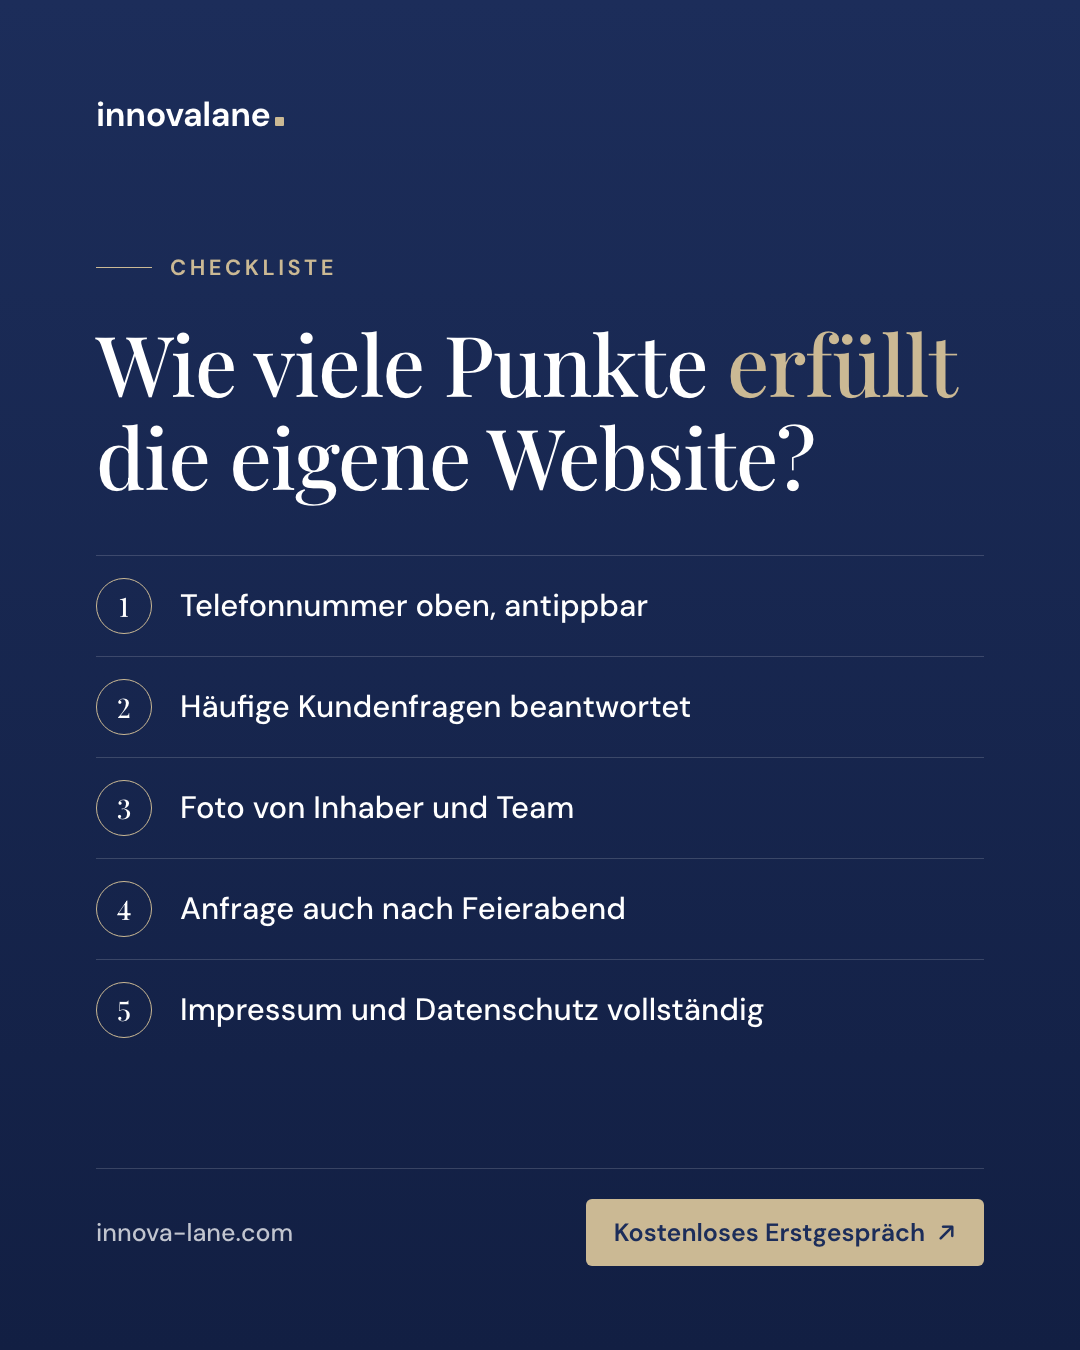 innovalane
CHECKLISTE
Wie viele Punkte erfüllt
die eigene Website?
1 Telefonnummer oben, antippbar
2 Häufige Kundenfragen beantwortet
3 Foto von Inhaber und Team
4 Anfrage auch nach Feierabend
5 Impressum und Datenschutz vollständig
innova-lane.com
Kostenloses Erstgespräch ↗